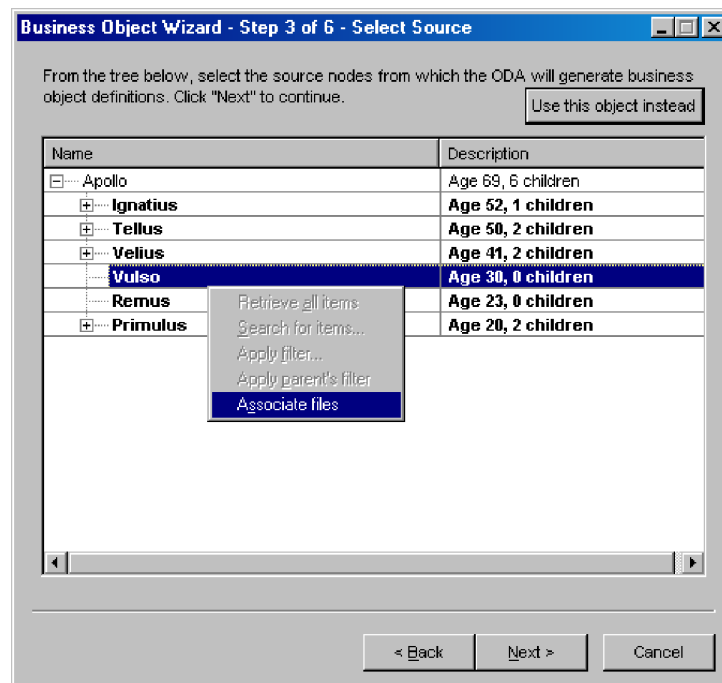 Business Object Wizard - Step 3 of 6 - Select Source
From the tree below, select the source nodes from which the ODA will generate business
object definitions. Click "Next" to continue.
Use this object instead
Name Description
Apollo Age 69, 6 children
Ignatius Age 52, 1 children
Tellus Age 50, 2 children
Velius Age 41, 2 children
Vulso Age 30, 0 children
Remus Age 23, 0 children
Primulus Age 20, 2 children
Retrieve all items
Search for items...
Apply filter...
Apply parent's filter
Associate files
< Back Next > Cancel